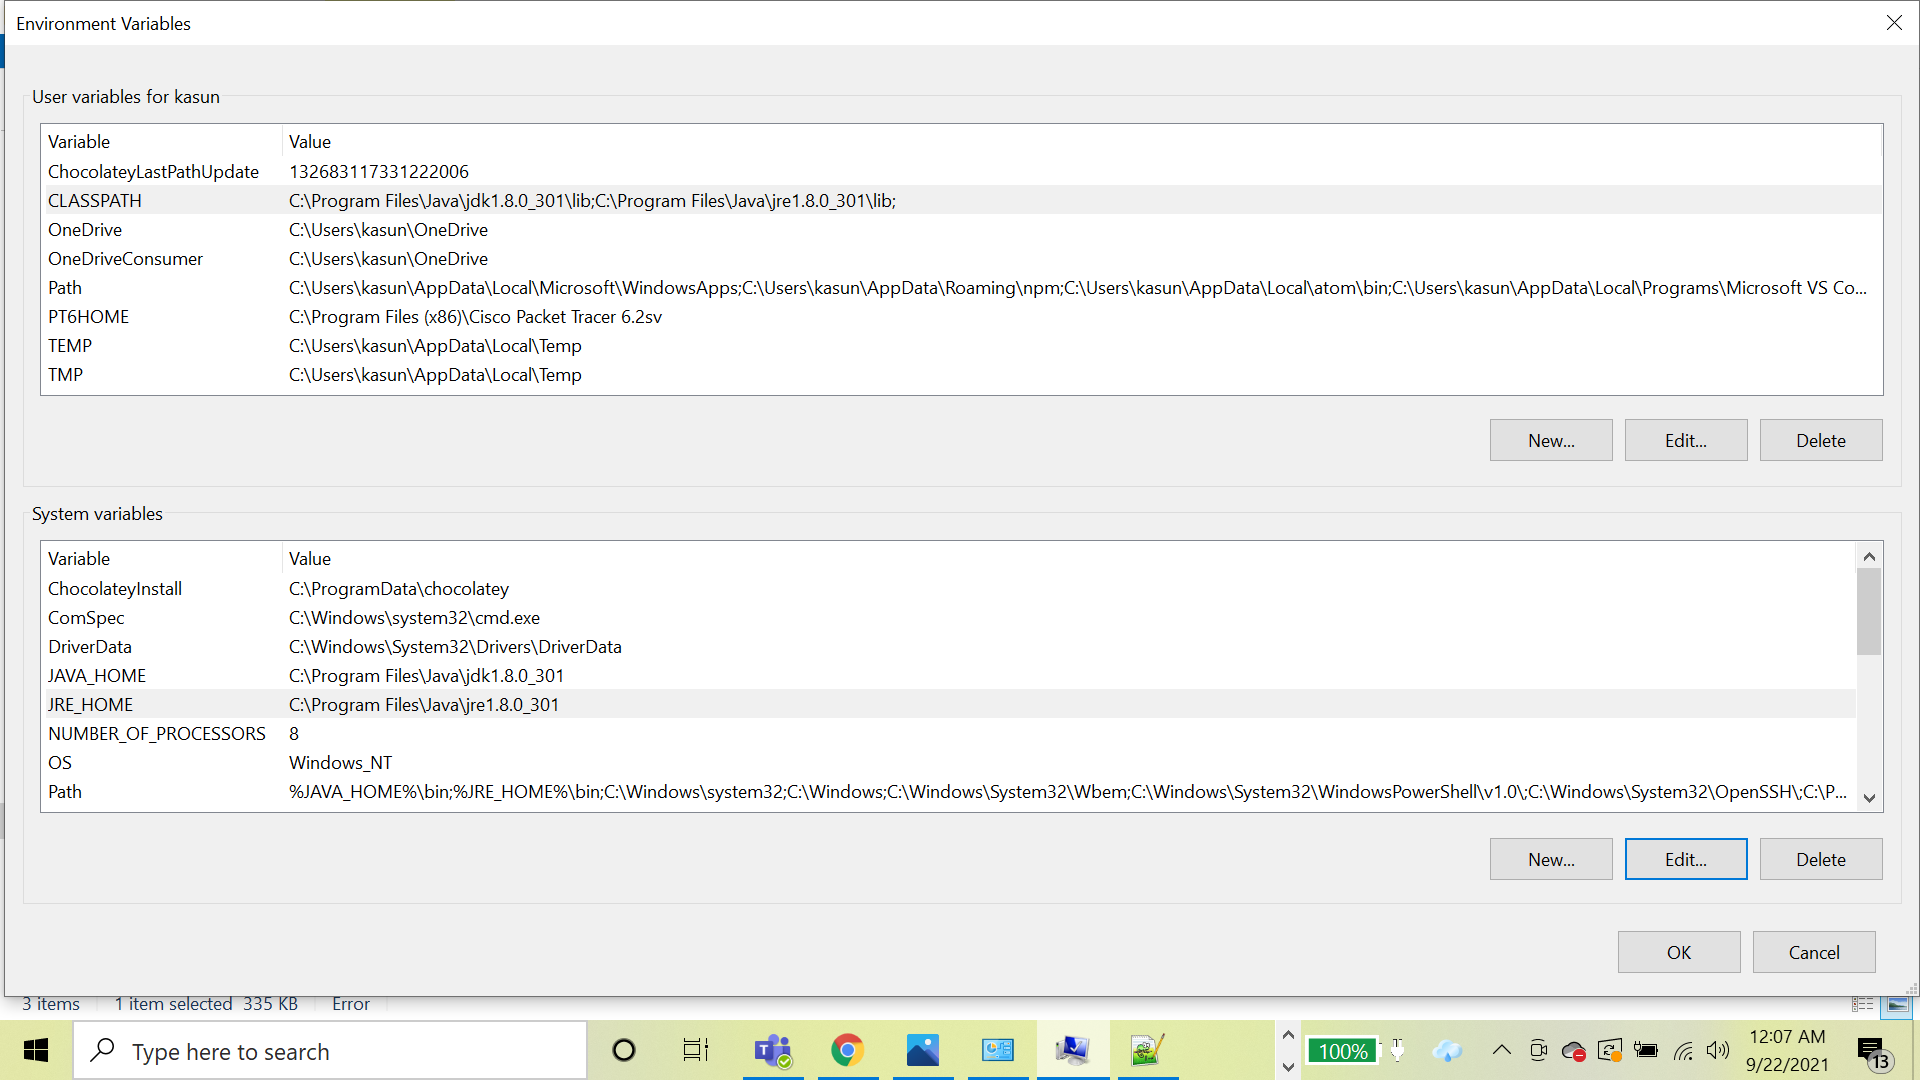 Environment Variables
User variables for kasun
Variable Value
ChocolateyLastPathUpdate 132683117331222006
CLASSPATH C:\Program Files\Java\jdk1.8.0_301\lib;C:\Program Files\Java\jre1.8.0_301\lib;
OneDrive C:\Users\kasun\OneDrive
OneDriveConsumer C:\Users\kasun\OneDrive
Path C:\Users\kasun\AppData\Local\Microsoft\WindowsApps;C:\Users\kasun\AppData\Roaming\npm;C:\Users\kasun\AppData\Local\atom\bin;C:\Users\kasun\AppData\Local\Programs\Microsoft VS Co...
PT6HOME C:\Program Files (x86)\Cisco Packet Tracer 6.2sv
TEMP C:\Users\kasun\AppData\Local\Temp
TMP C:\Users\kasun\AppData\Local\Temp
New... Edit... Delete
System variables
Variable Value
ChocolateyInstall C:\ProgramData\chocolatey
ComSpec C:\Windows\system32\cmd.exe
DriverData C:\Windows\System32\Drivers\DriverData
JAVA_HOME C:\Program Files\Java\jdk1.8.0_301
JRE_HOME C:\Program Files\Java\jre1.8.0_301
NUMBER_OF_PROCESSORS 8
OS Windows_NT
Path %JAVA_HOME%\bin;%JRE_HOME%\bin;C:\Windows\system32;C:\Windows;C:\Windows\System32\Wbem;C:\Windows\System32\WindowsPowerShell\v1.0\;C:\Windows\System32\OpenSSH\;C:\P...
New... Edit... Delete
OK Cancel
3 items 1 item selected 335 KB Error
Type here to search
100%
12:07 AM
9/22/2021
13